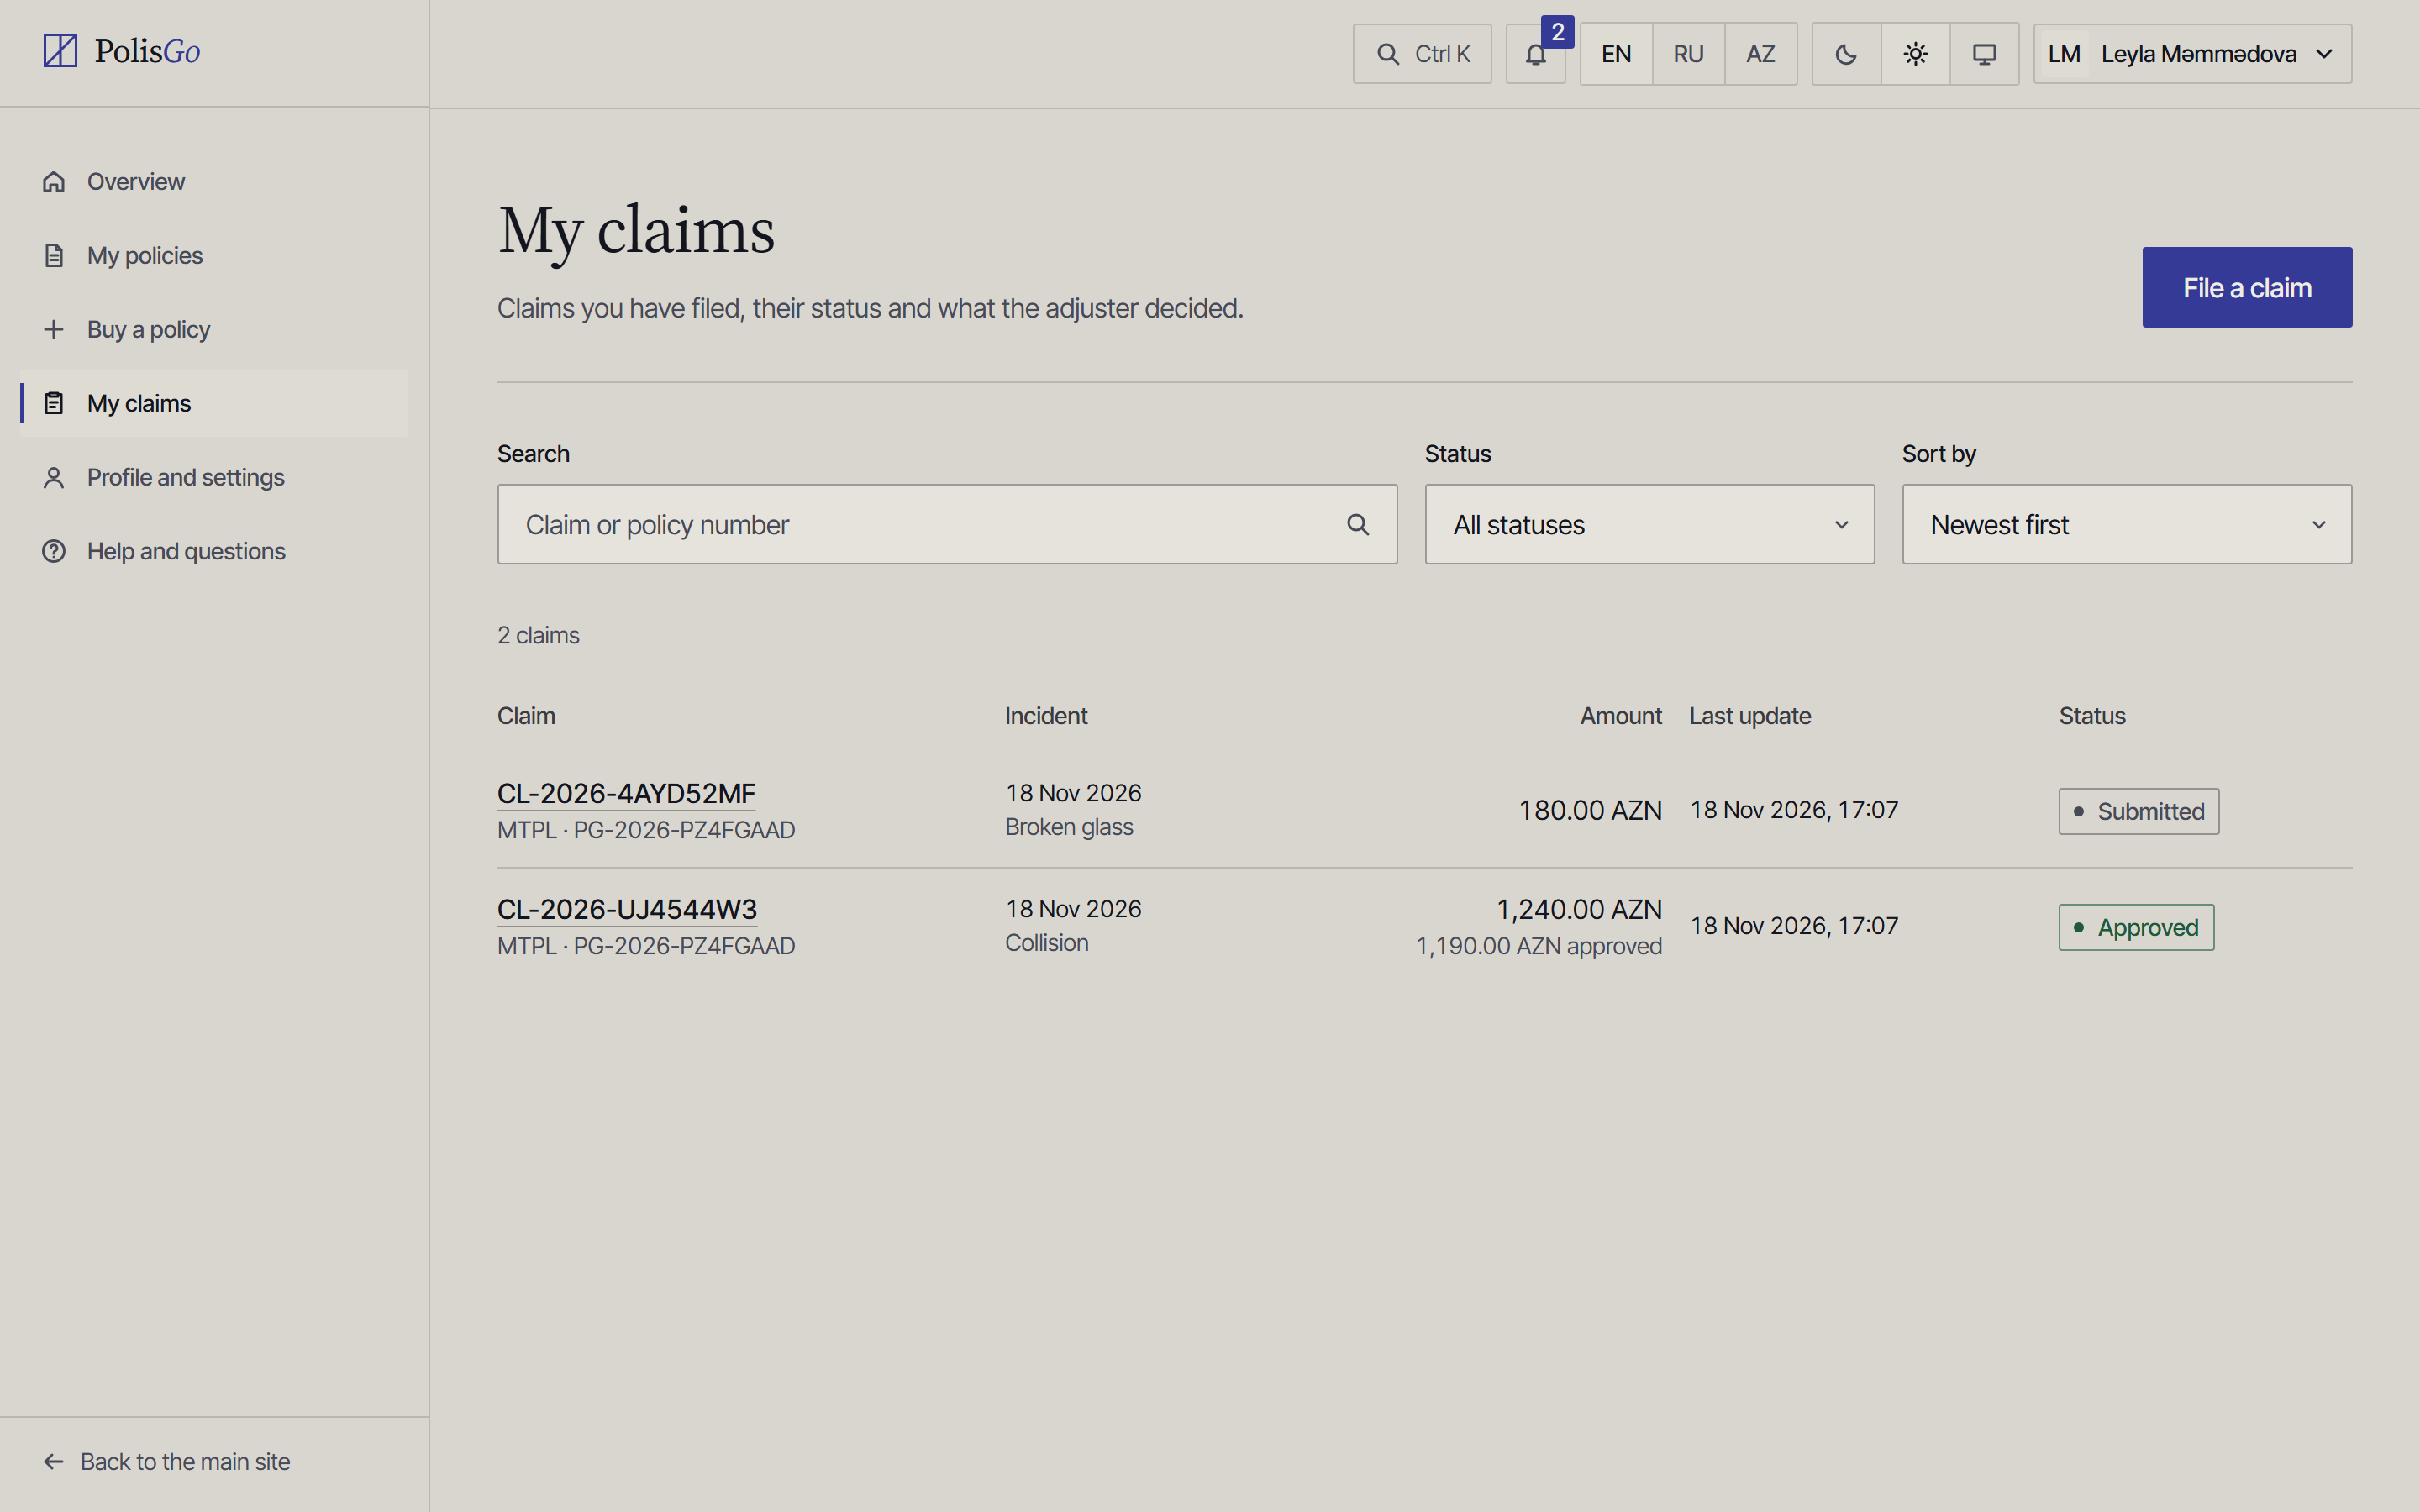 PolisGo
Ctrl K
2
EN
RU
AZ
LM
Leyla Məmmədova
Overview
My policies
Buy a policy
My claims
Profile and settings
Help and questions
Back to the main site
My claims
Claims you have filed, their status and what the adjuster decided.
File a claim
Search
Status
Sort by
Claim or policy number
All statuses
Newest first
2 claims
Claim
Incident
Amount
Last update
Status
CL-2026-4AYD52MF
MTPL · PG-2026-PZ4FGAAD
18 Nov 2026
Broken glass
180.00 AZN
18 Nov 2026, 17:07
Submitted
CL-2026-UJ4544W3
MTPL · PG-2026-PZ4FGAAD
18 Nov 2026
Collision
1,240.00 AZN
1,190.00 AZN approved
18 Nov 2026, 17:07
Approved